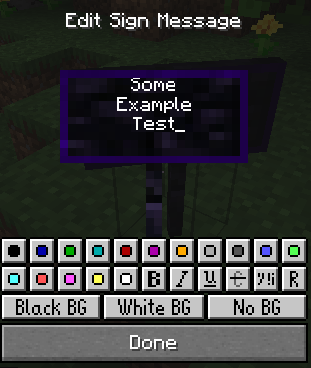 Edit Sign Message
Some
Example
Test_
B I U S R
Black BG White BG No BG
Done